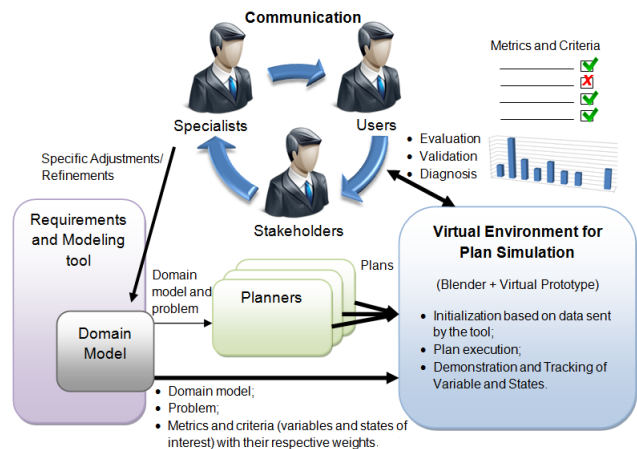 Communication
Metrics and Criteria
Specialists
Users
Specific Adjustments/
Refinements
• Evaluation
• Validation
• Diagnosis
Stakeholders
Requirements
and Modeling
tool
Domain
Model
Domain
model and
problem
Planners
Plans
Virtual Environment for
Plan Simulation
(Blender + Virtual Prototype)
• Initialization based on data sent
by the tool;
• Plan execution;
• Demonstration and Tracking of
Variable and States.
• Domain model;
• Problem;
• Metrics and criteria (variables and states of
interest) with their respective weights.